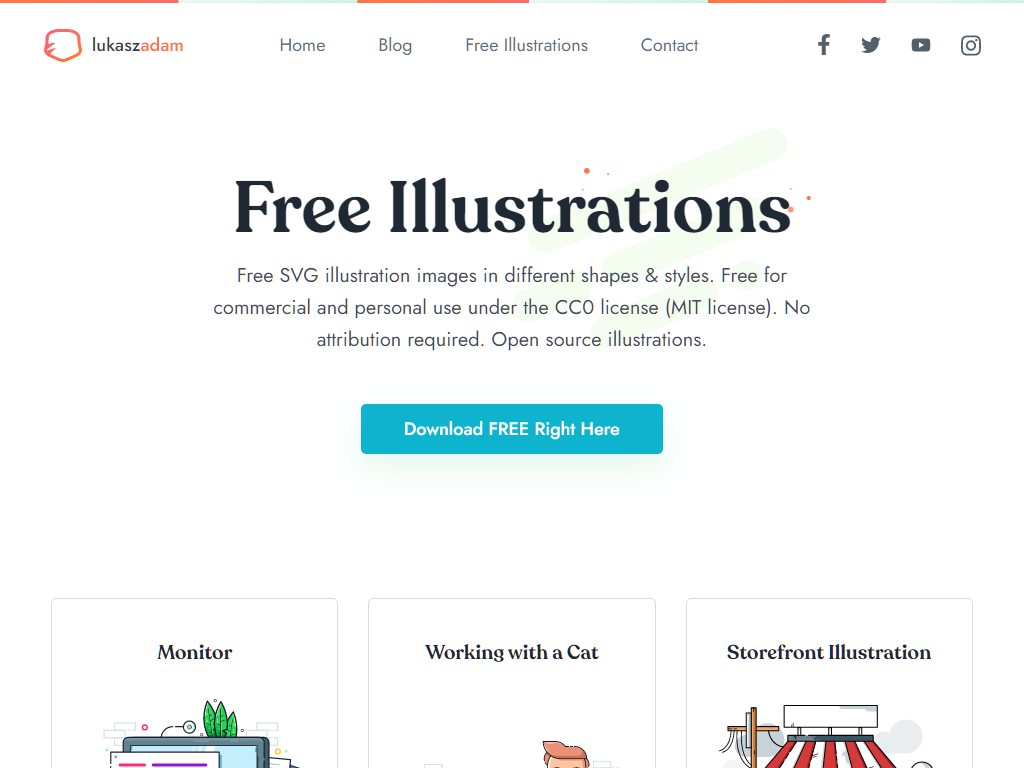 lukaszadam
Home
Blog
Free Illustrations
Contact
Free Illustrations
Free SVG illustration images in different shapes & styles. Free for
commercial and personal use under the CC0 license (MIT license). No
attribution required. Open source illustrations.
Download FREE Right Here
Monitor
Working with a Cat
Storefront Illustration